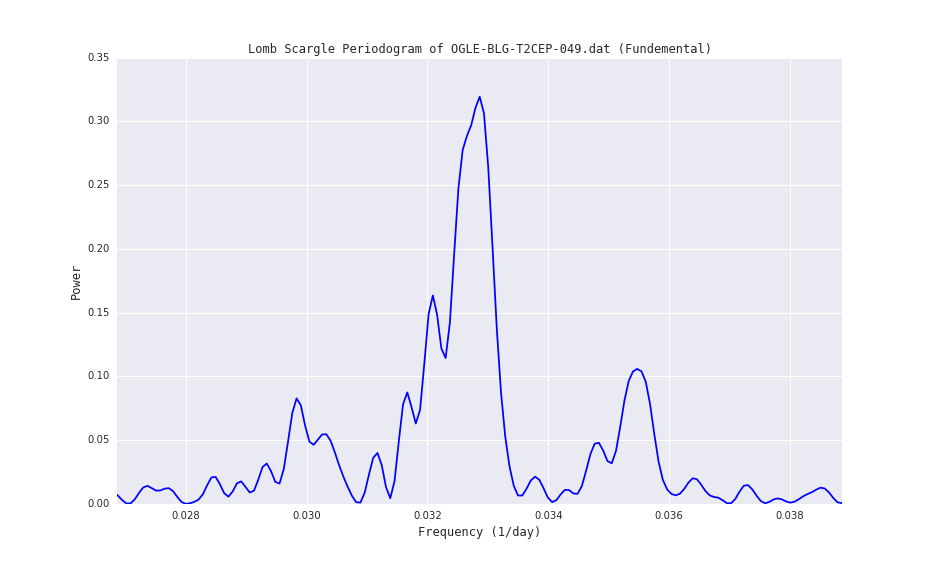 Lomb Scargle Periodogram of OGLE-BLG-T2CEP-049.dat (Fundemental)
0.35
0.30
0.25
0.20
0.15
0.10
0.05
0.00
Power
0.028 0.030 0.032 0.034 0.036 0.038
Frequency (1/day)